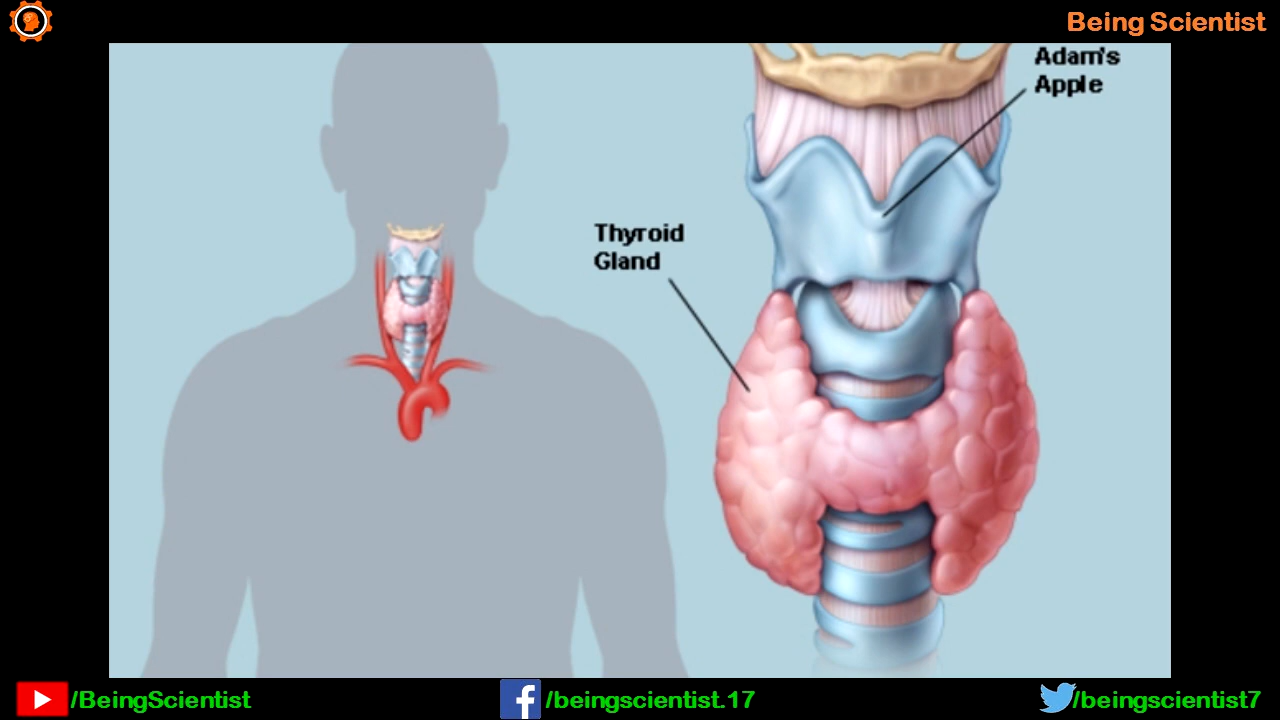 Being Scientist
Adam's
Apple
Thyroid
Gland
/BeingScientist
/beingscientist.17
/beingscientist7